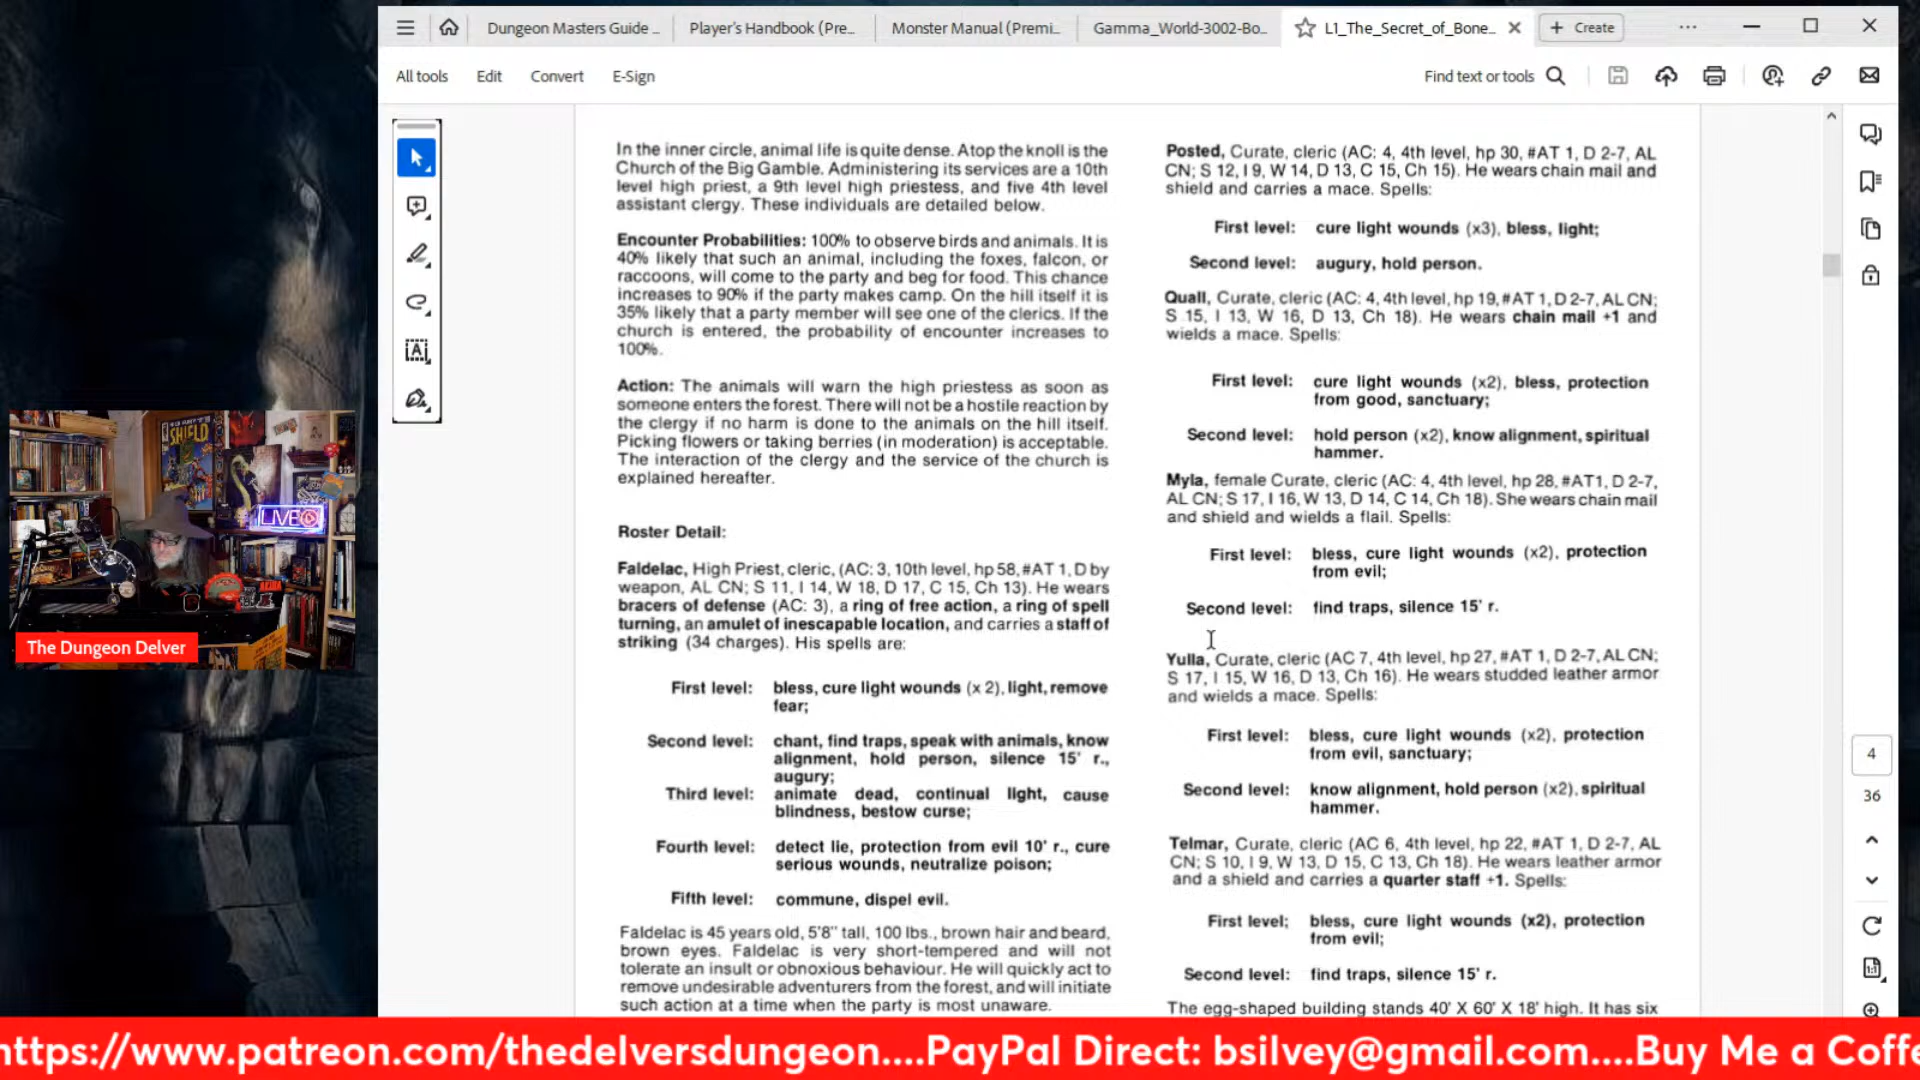 Dungeon Masters Guide ..
Player's Handbook (Pre...
Monster Manual (Premi...
Gamma_World-3002-Bo...
L1_The_Secret_of_Bone...
Create
All tools
Edit
Convert
E-Sign
Find text or tools
In the inner circle, animal life is quite dense. Atop the knoll is the
Church of the Big Gamble. Administering its services are a 10th
level high priest, a 9th level high priestess, and five 4th level
assistant clergy. These individuals are detailed below.
Encounter Probabilities: 100% to observe birds and animals. It is
40% likely that such an animal, including the foxes, falcon, or
raccoons, will come to the party and beg for food. This chance
increases to 90% if the party makes camp. On the hill itself it is
35% likely that a party member will see one of the clerics. If the
church is entered, the probability of encounter increases to
100%.
Action: The animals will warn the high priestess as soon as
someone enters the forest. There will not be a hostile reaction by
the clergy if no harm is done to the animals on the hill itself.
Picking flowers or taking berries (in moderation) is acceptable.
The interaction of the clergy and the service of the church is
explained hereafter.
Roster Detail:
Faldelac, High Priest, cleric, (AC: 3, 10th level, hp 58, #AT 1, D by
weapon, AL CN; S 11, I 14, W 18, D 17, C 15, Ch 13). He wears
bracers of defense (AC: 3), a ring of free action, a ring of spell
turning, an amulet of inescapable location, and carries a staff of
striking (34 charges). His spells are:
First level: bless, cure light wounds (x 2), light, remove
fear;
Second level: chant, find traps, speak with animals, know
alignment, hold person, silence 15' r.,
augury;
Third level: animate dead, continual light, cause
blindness, bestow curse;
Fourth level: detect lie, protection from evil 10' r., cure
serious wounds, neutralize poison;
Fifth level: commune, dispel evil.
Faldelac is 45 years old, 5'8" tall, 100 lbs., brown hair and beard,
brown eyes. Faldelac is very short-tempered and will not
tolerate an insult or obnoxious behaviour. He will quickly act to
remove undesirable adventurers from the forest, and will initiate
such action at a time when the party is most unaware.
Posted, Curate, cleric (AC: 4, 4th level, hp 30, #AT 1, D 2-7, AL
CN; S 12, I 9, W 14, D 13, C 15, Ch 15). He wears chain mail and
shield and carries a mace. Spells:
First level: cure light wounds (x3), bless, light;
Second level: augury, hold person.
Quall, Curate, cleric (AC: 4, 4th level, hp 19, #AT 1, D 2-7, AL CN;
S 15, I 13, W 16, D 13, Ch 18). He wears chain mail +1 and
wields a mace. Spells:
First level: cure light wounds (x2), bless, protection
from good, sanctuary;
Second level: hold person (x2), know alignment, spiritual
hammer.
Myla, female Curate, cleric (AC: 4, 4th level, hp 28, #AT1, D 2-7,
AL CN; S 17, I 16, W 13, D 14, C 14, Ch 18). She wears chain mail
and shield and wields a flail. Spells:
First level: bless, cure light wounds (x2), protection
from evil;
Second level: find traps, silence 15' r.
Yulla, Curate, cleric (AC 7, 4th level, hp 27, #AT 1, D 2-7, AL CN;
S 17, I 15, W 16, D 13, Ch 16). He wears studded leather armor
and wields a mace. Spells:
First level: bless, cure light wounds (x2), protection
from evil, sanctuary;
Second level: know alignment, hold person (x2), spiritual
hammer.
Telmar, Curate, cleric (AC 6, 4th level, hp 22, #AT 1, D 2-7, AL
CN; S 10, I 9, W 13, D 15, C 13, Ch 18). He wears leather armor
and a shield and carries a quarter staff +1. Spells:
First level; bless, cure light wounds (x2), protection
from evil;
Second level: find traps, silence 15' r.
The egg-shaped building stands 40' X 60' X 18' high. It has six
4
36
SHIELD
LIVE
The Dungeon Delver
https://www.patreon.com/thedelversdungeon....PayPal Direct: bsilvey@gmail.com....Buy Me a Coffe